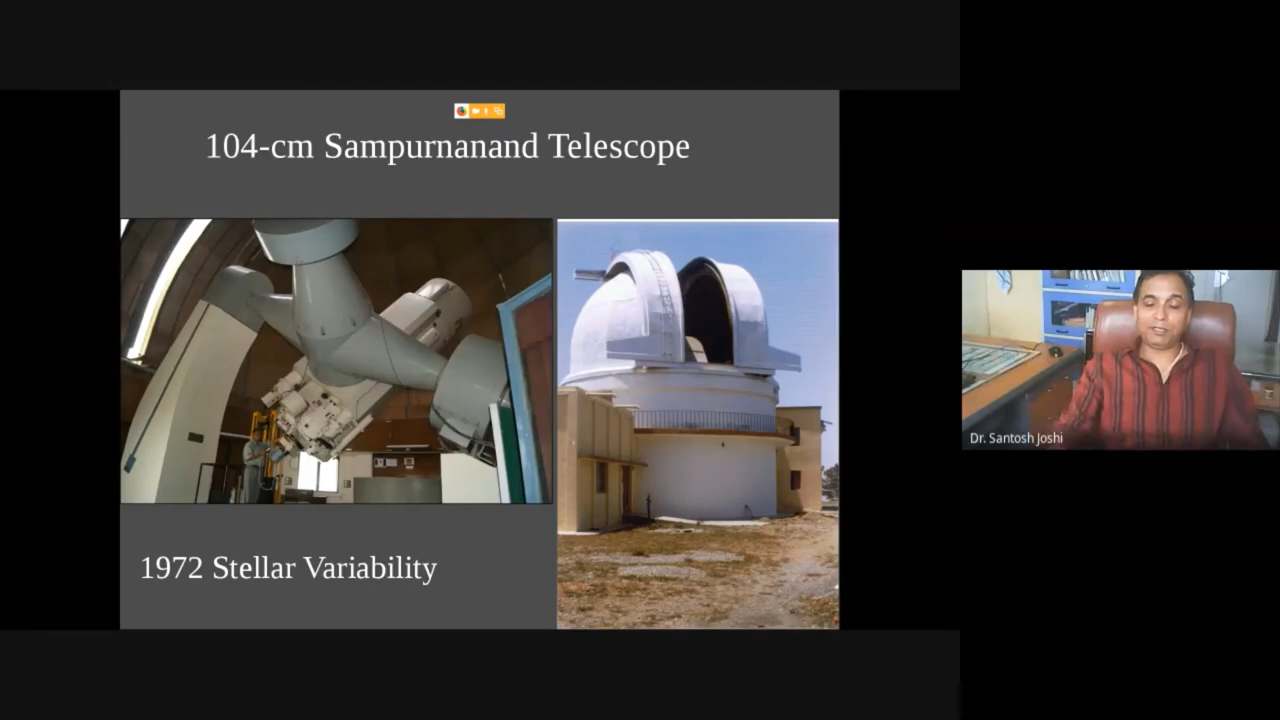 104-cm Sampurnanand Telescope
1972 Stellar Variability
Dr. Santosh Joshi